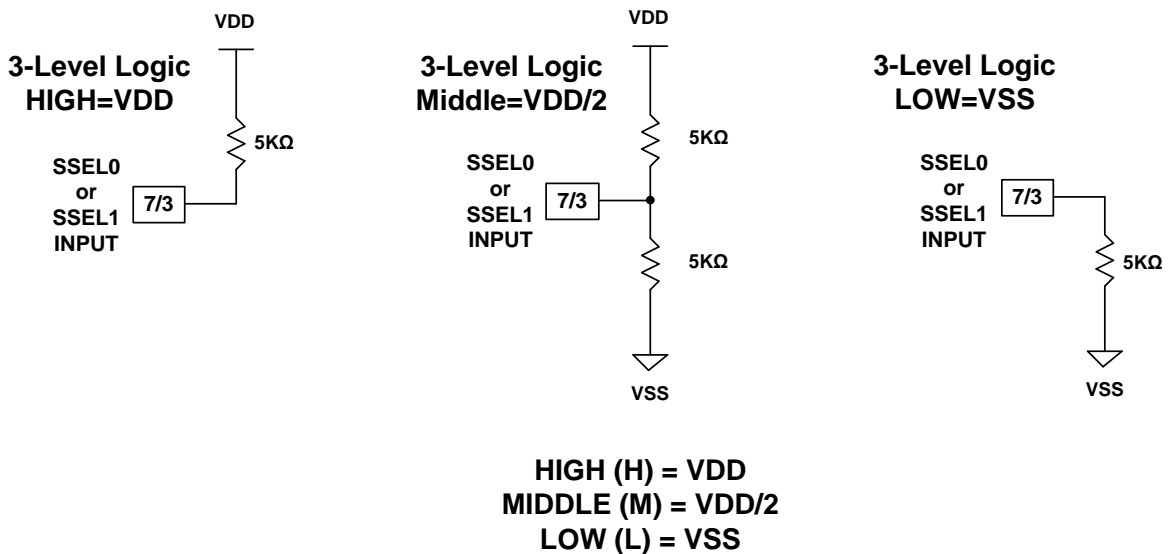 VDD
3-Level Logic
HIGH=VDD
5KΩ
SSEL0
or
SSEL1
INPUT
7/3
VDD
3-Level Logic
Middle=VDD/2
5KΩ
SSEL0
or
SSEL1
INPUT
7/3
5KΩ
VSS
3-Level Logic
LOW=VSS
SSEL0
or
SSEL1
INPUT
7/3
5KΩ
VSS
HIGH (H) = VDD
MIDDLE (M) = VDD/2
LOW (L) = VSS